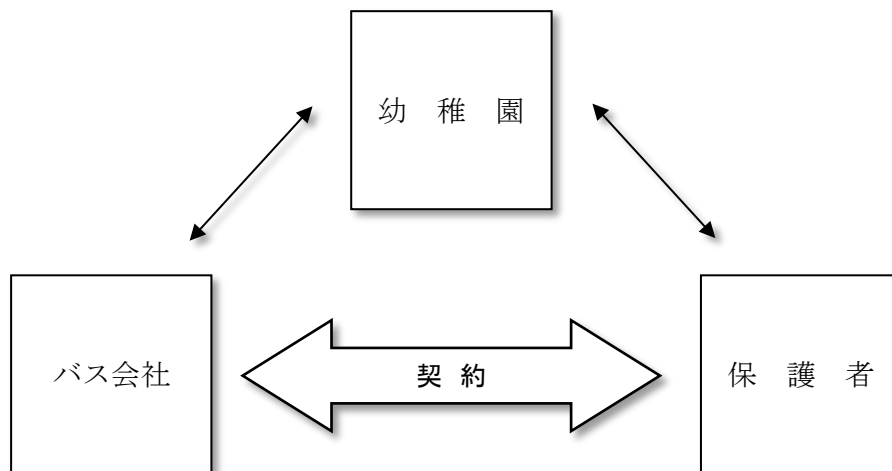 幼　稚　園
バス会社
契 約
保　護　者